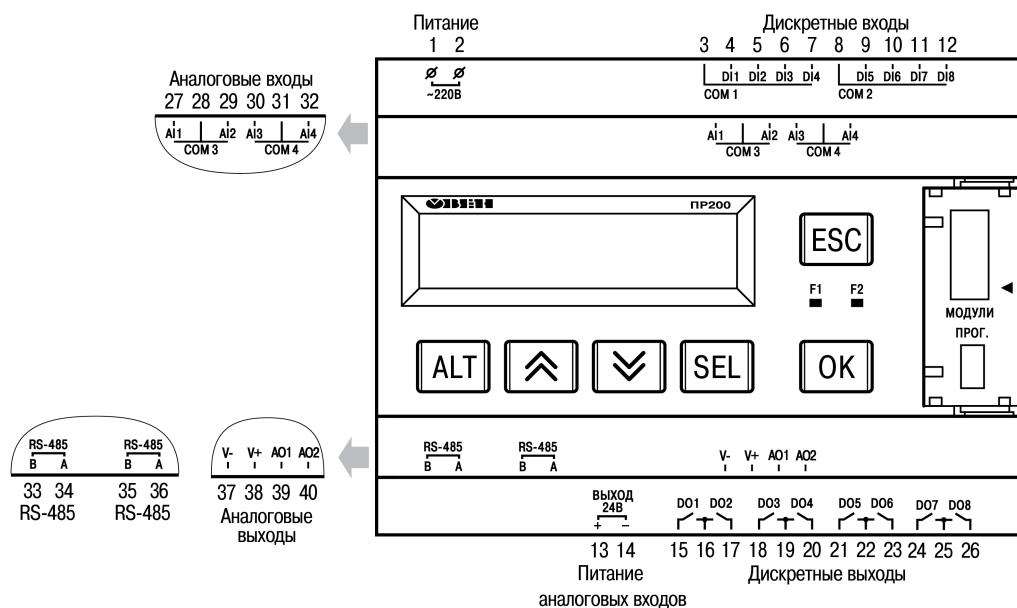 Питание
1 2
~220В
Дискретные входы
3 4 5 6 7 8 9 10 11 12
DI1 DI2 DI3 DI4 DI5 DI6 DI7 DI8
COM 1 COM 2
Аналоговые входы
27 28 29 30 31 32
AI1 AI2 AI3 AI4
COM 3 COM 4
AI1 AI2 AI3 AI4
COM 3 COM 4
ОВЕН ПР200
ESC
F1 F2
МОДУЛИ
ПРОГ.
ALT SEL OK
RS-485 RS-485
B A B A
33 34 35 36
RS-485 RS-485
V- V+ AO1 AO2
37 38 39 40
Аналоговые
выходы
RS-485 RS-485
B A B A
V- V+ AO1 AO2
ВЫХОД
24В
+ −
DO1 DO2 DO3 DO4 DO5 DO6 DO7 DO8
13 14 15 16 17 18 19 20 21 22 23 24 25 26
Питание
аналоговых входов
Дискретные выходы